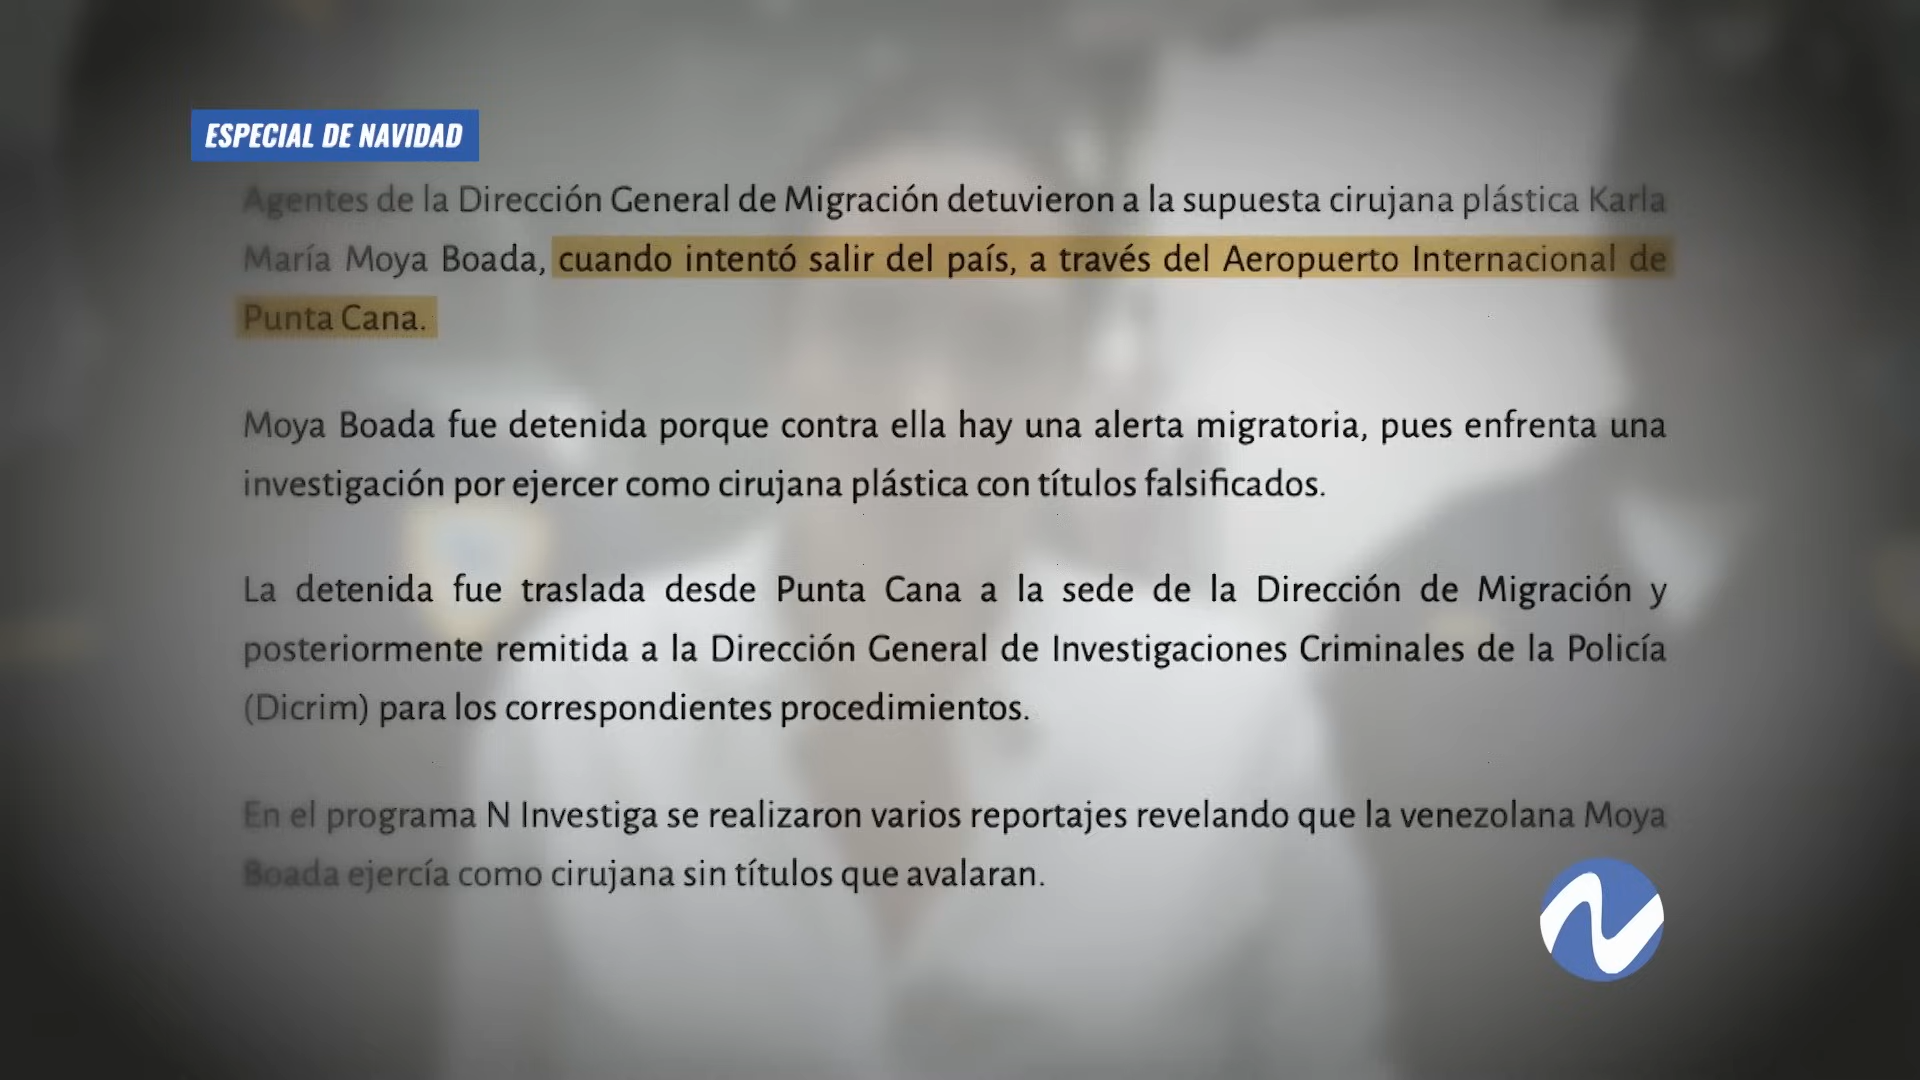 ESPECIAL DE NAVIDAD
Agentes de la Dirección General de Migración detuvieron a la supuesta cirujana plástica Karla
María Moya Boada, cuando intentó salir del país, a través del Aeropuerto Internacional de
Punta Cana.
Moya Boada fue detenida porque contra ella hay una alerta migratoria, pues enfrenta una
investigación por ejercer como cirujana plástica con títulos falsificados.
La detenida fue traslada desde Punta Cana a la sede de la Dirección de Migración y
posteriormente remitida a la Dirección General de Investigaciones Criminales de la Policía
(Dicrim) para los correspondientes procedimientos.
En el programa N Investiga se realizaron varios reportajes revelando que la venezolana Moya
Boada ejercía como cirujana sin títulos que avalaran.